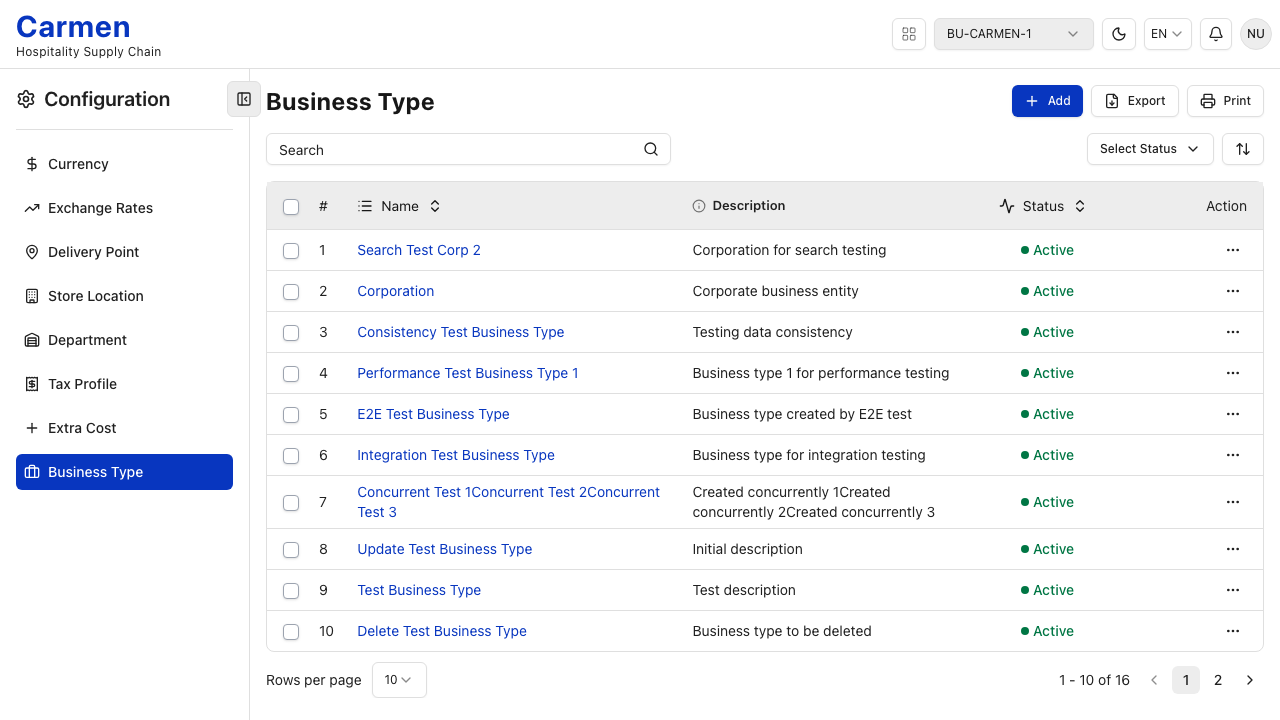 Carmen
Hospitality Supply Chain
BU-CARMEN-1
EN
NU
Configuration
Currency
Exchange Rates
Delivery Point
Store Location
Department
Tax Profile
Extra Cost
Business Type
Business Type
Add
Export
Print
Search
Select Status
# Name Description Status Action
1 Search Test Corp 2 Corporation for search testing Active
2 Corporation Corporate business entity Active
3 Consistency Test Business Type Testing data consistency Active
4 Performance Test Business Type 1 Business type 1 for performance testing Active
5 E2E Test Business Type Business type created by E2E test Active
6 Integration Test Business Type Business type for integration testing Active
7 Concurrent Test 1Concurrent Test 2Concurrent Created concurrently 1Created Active
Test 3 concurrently 2Created concurrently 3
8 Update Test Business Type Initial description Active
9 Test Business Type Test description Active
10 Delete Test Business Type Business type to be deleted Active
Rows per page 10 1 - 10 of 16 1 2